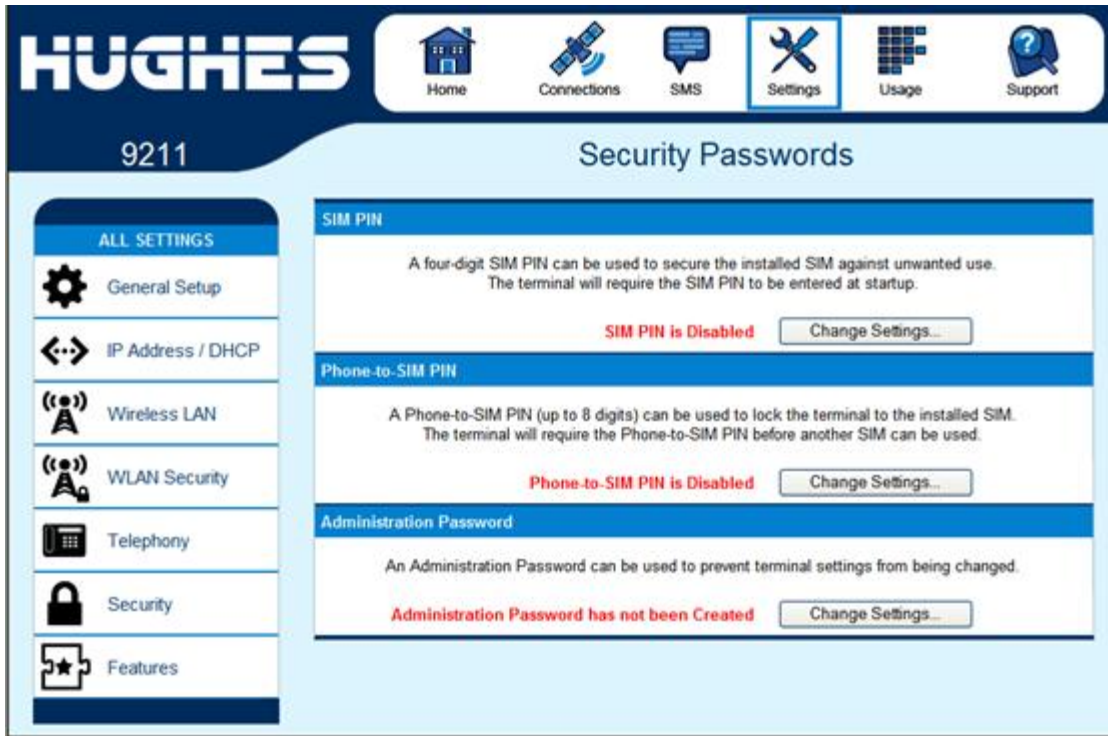 HUGHES
Home
Connections
SMS
Settings
Usage
Support
9211
Security Passwords
ALL SETTINGS
General Setup
IP Address / DHCP
Wireless LAN
WLAN Security
Telephony
Security
Features
SIM PIN
A four-digit SIM PIN can be used to secure the installed SIM against unwanted use.
The terminal will require the SIM PIN to be entered at startup.
SIM PIN is Disabled
Change Settings...
Phone-to-SIM PIN
A Phone-to-SIM PIN (up to 8 digits) can be used to lock the terminal to the installed SIM.
The terminal will require the Phone-to-SIM PIN before another SIM can be used.
Phone-to-SIM PIN is Disabled
Change Settings...
Administration Password
An Administration Password can be used to prevent terminal settings from being changed.
Administration Password has not been Created
Change Settings...